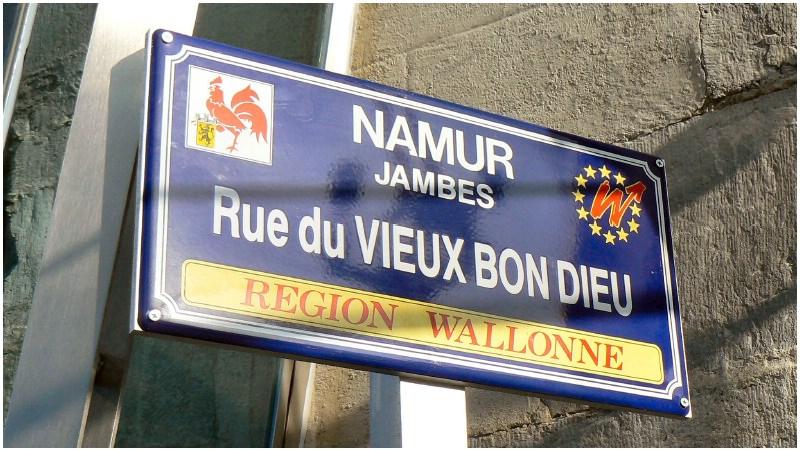 NAMUR
JAMBES
W
Rue du VIEUX BON DIEU
REGION WALLONNE